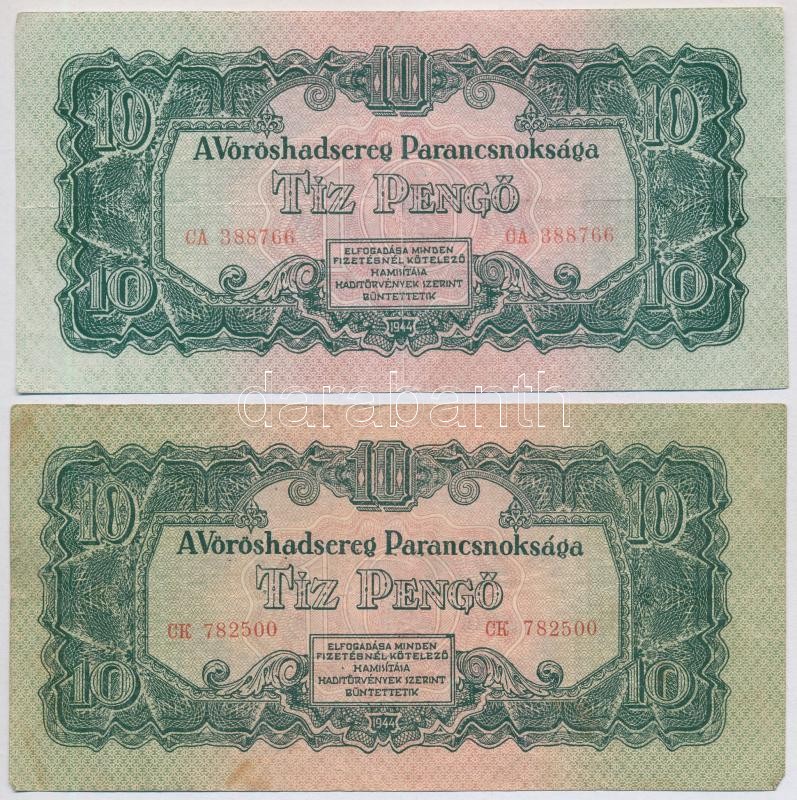 10
10 10
A Vöröshadsereg Parancsnoksága
Tíz Pengő
CA 388766 CA 388766
ELFOGADÁSA MINDEN
FIZETÉSNÉL KÖTELEZŐ
HAMISÍTÁSA
HADITÖRVÉNYEK SZERINT
BÜNTETTETIK
10 10
1944
darabanth
10
10 10
A Vöröshadsereg Parancsnoksága
Tíz Pengő
CK 782500 CK 782500
ELFOGADÁSA MINDEN
FIZETÉSNÉL KÖTELEZŐ
HAMISÍTÁSA
HADITÖRVÉNYEK SZERINT
BÜNTETTETIK
10 10
1944